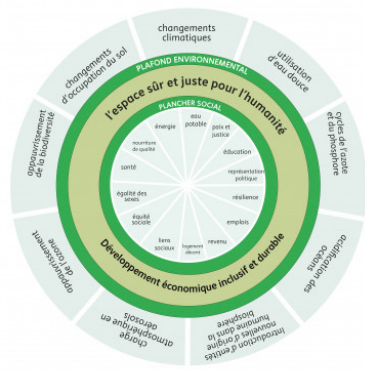 changements
climatiques
utilisation
d'eau douce
cycles de l'azote
et du phosphore
acidification des
océans
introduction d'entités
nouvelles d'origine
humaine dans la
biosphère
charge
atmosphérique en
aérosols
appauvrissement
de l'ozone
appauvrissement
de la biodiversité
changements
d'occupation du sol
PLAFOND ENVIRONNEMENTAL
l'espace sûr et juste pour l'humanité
PLANCHER SOCIAL
eau
potable
paix et
justice
éducation
représentation
politique
résilience
emplois
revenu
logement
décent
liens
sociaux
équité
sociale
égalité des
sexes
santé
nourriture
de qualité
énergie
Développement économique inclusif et durable